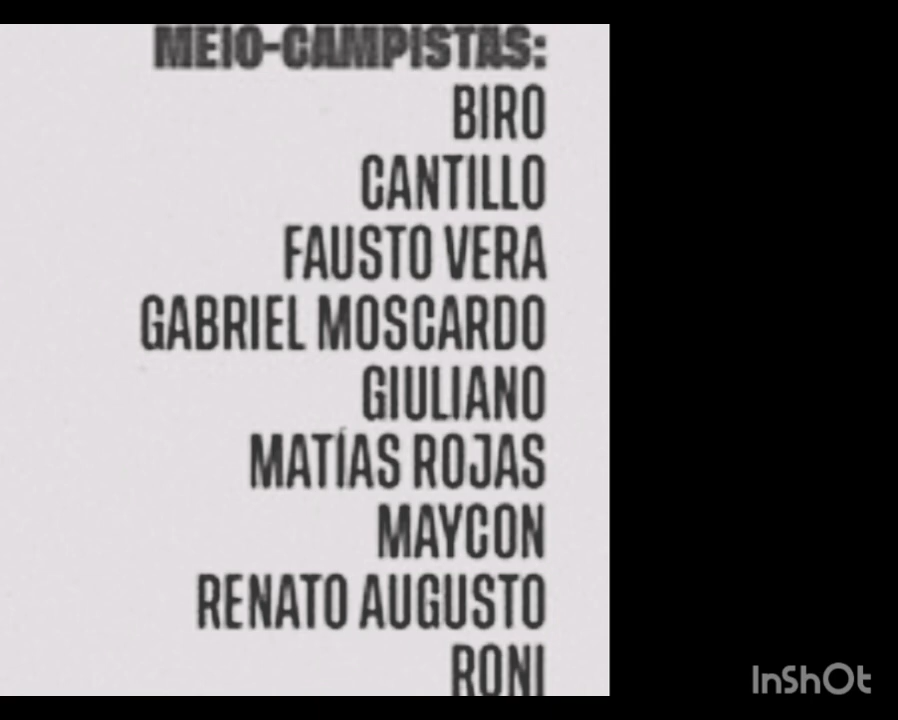 MEIO-CAMPISTAS:
BIRO
CANTILLO
FAUSTO VERA
GABRIEL MOSCARDO
GIULIANO
MATÍAS ROJAS
MAYCON
RENATO AUGUSTO
RONI
InShOt